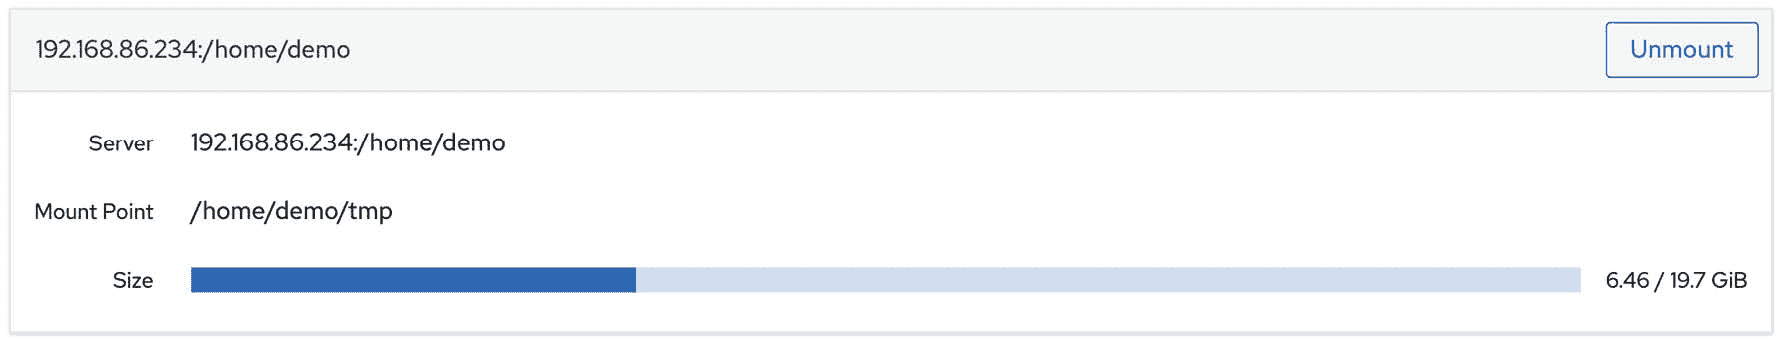 192.168.86.234:/home/demo Unmount
Server 192.168.86.234:/home/demo
Mount Point /home/demo/tmp
Size 6.46 / 19.7 GiB